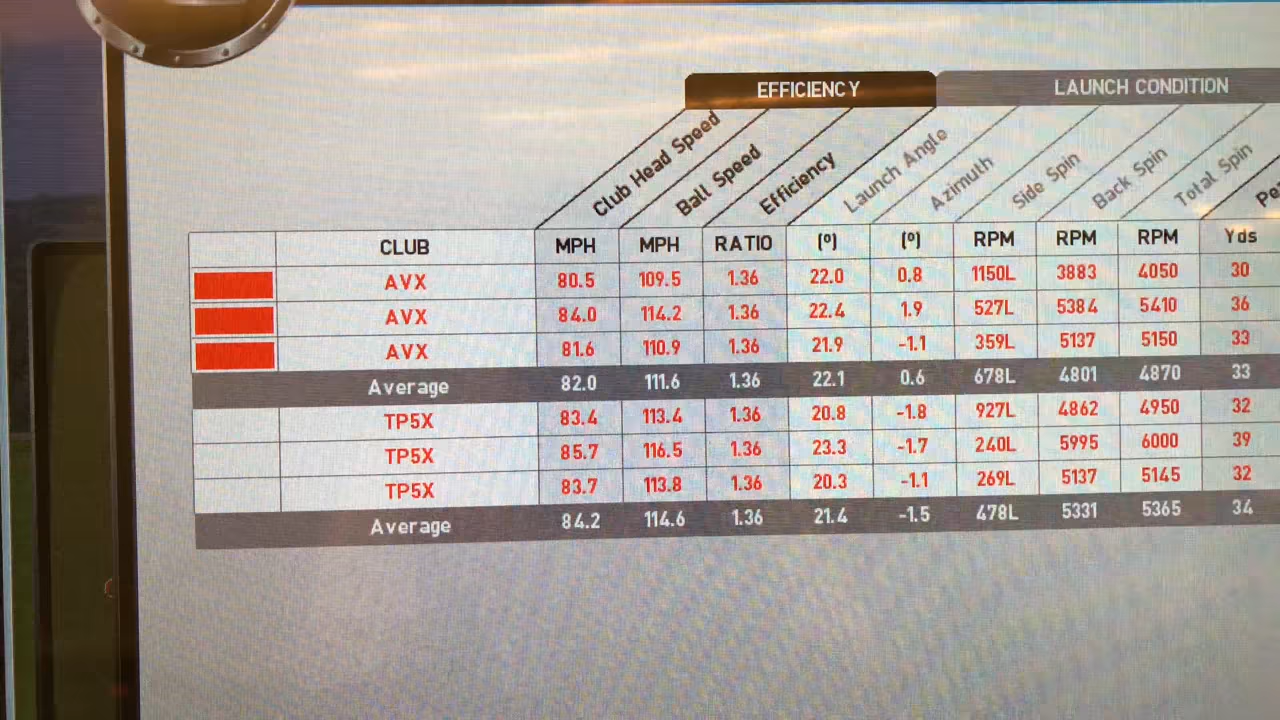 EFFICIENCY LAUNCH CONDITION
Club Head Speed Ball Speed Efficiency Launch Angle Azimuth Side Spin Back Spin Total Spin
CLUB MPH MPH RATIO (º) (º) RPM RPM RPM Yds
AVX 80.5 109.5 1.36 22.0 0.8 1150L 3883 4050 30
AVX 84.0 114.2 1.36 22.4 1.9 527L 5384 5410 36
AVX 81.6 110.9 1.36 21.9 -1.1 359L 5137 5150 33
Average 82.0 111.6 1.36 22.1 0.6 678L 4801 4870 33
TP5X 83.4 113.4 1.36 20.8 -1.8 927L 4862 4950 32
TP5X 85.7 116.5 1.36 23.3 -1.7 240L 5995 6000 39
TP5X 83.7 113.8 1.36 20.3 -1.1 269L 5137 5145 32
Average 84.2 114.6 1.36 21.4 -1.5 478L 5331 5365 34